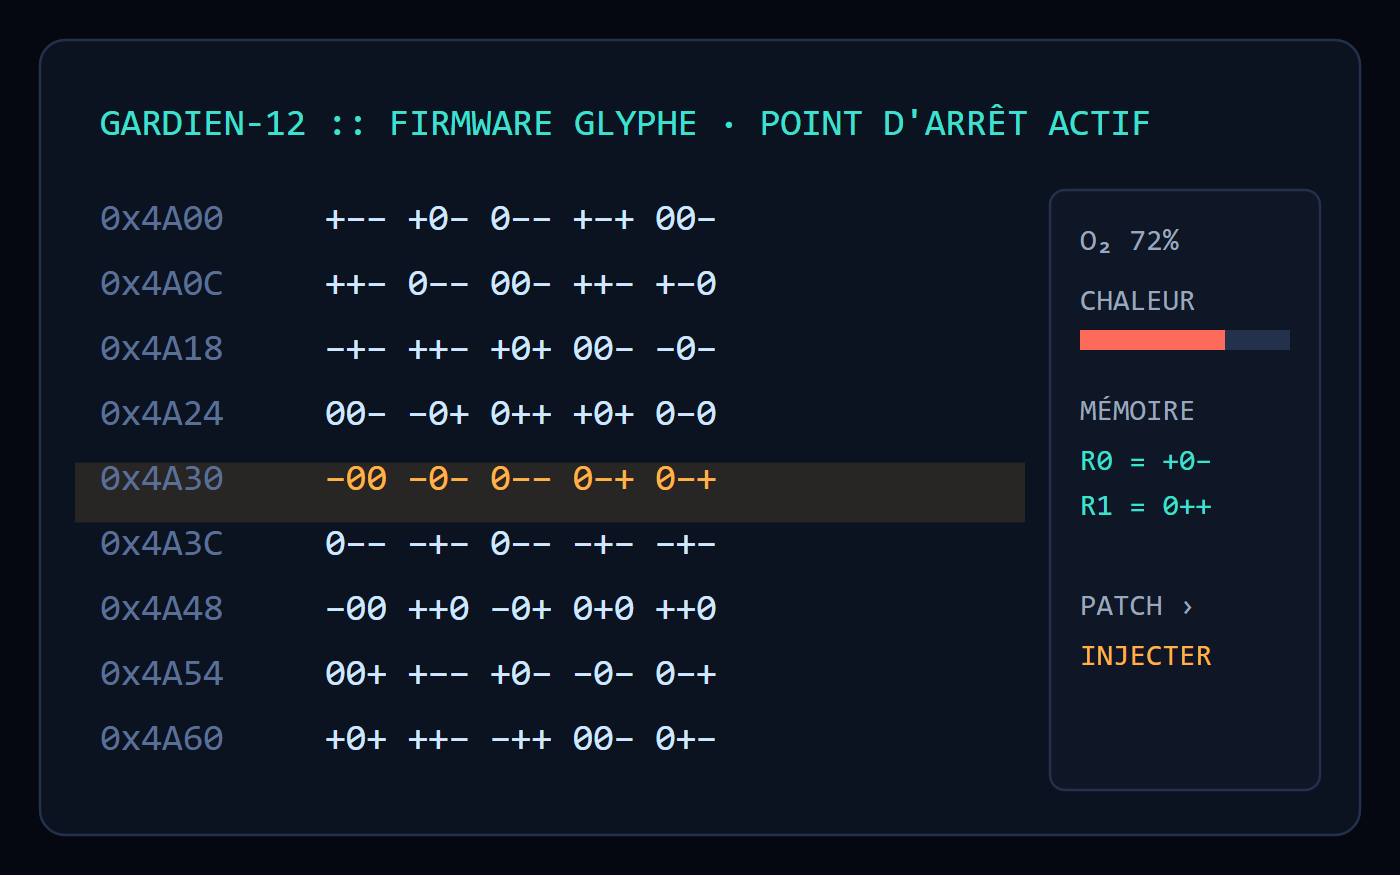 GARDIEN-12 :: FIRMWARE GLYPHE · POINT D'ARRÊT ACTIF
0x4A00 +-- +0- 0-- +-+ 00-
0x4A0C ++- 0-- 00- ++- +-0
0x4A18 -+- ++- +0+ 00- -0-
0x4A24 00- -0+ 0++ +0+ 0-0
0x4A30 -00 -0- 0-- 0-+ 0-+
0x4A3C 0-- -+- 0-- -+- -+-
0x4A48 -00 ++0 -0+ 0+0 ++0
0x4A54 00+ +-- +0- -0- 0-+
0x4A60 +0+ ++- -++ 00- 0+-
O₂ 72%
CHALEUR
MÉMOIRE
R0 = +0-
R1 = 0++
PATCH ›
INJECTER